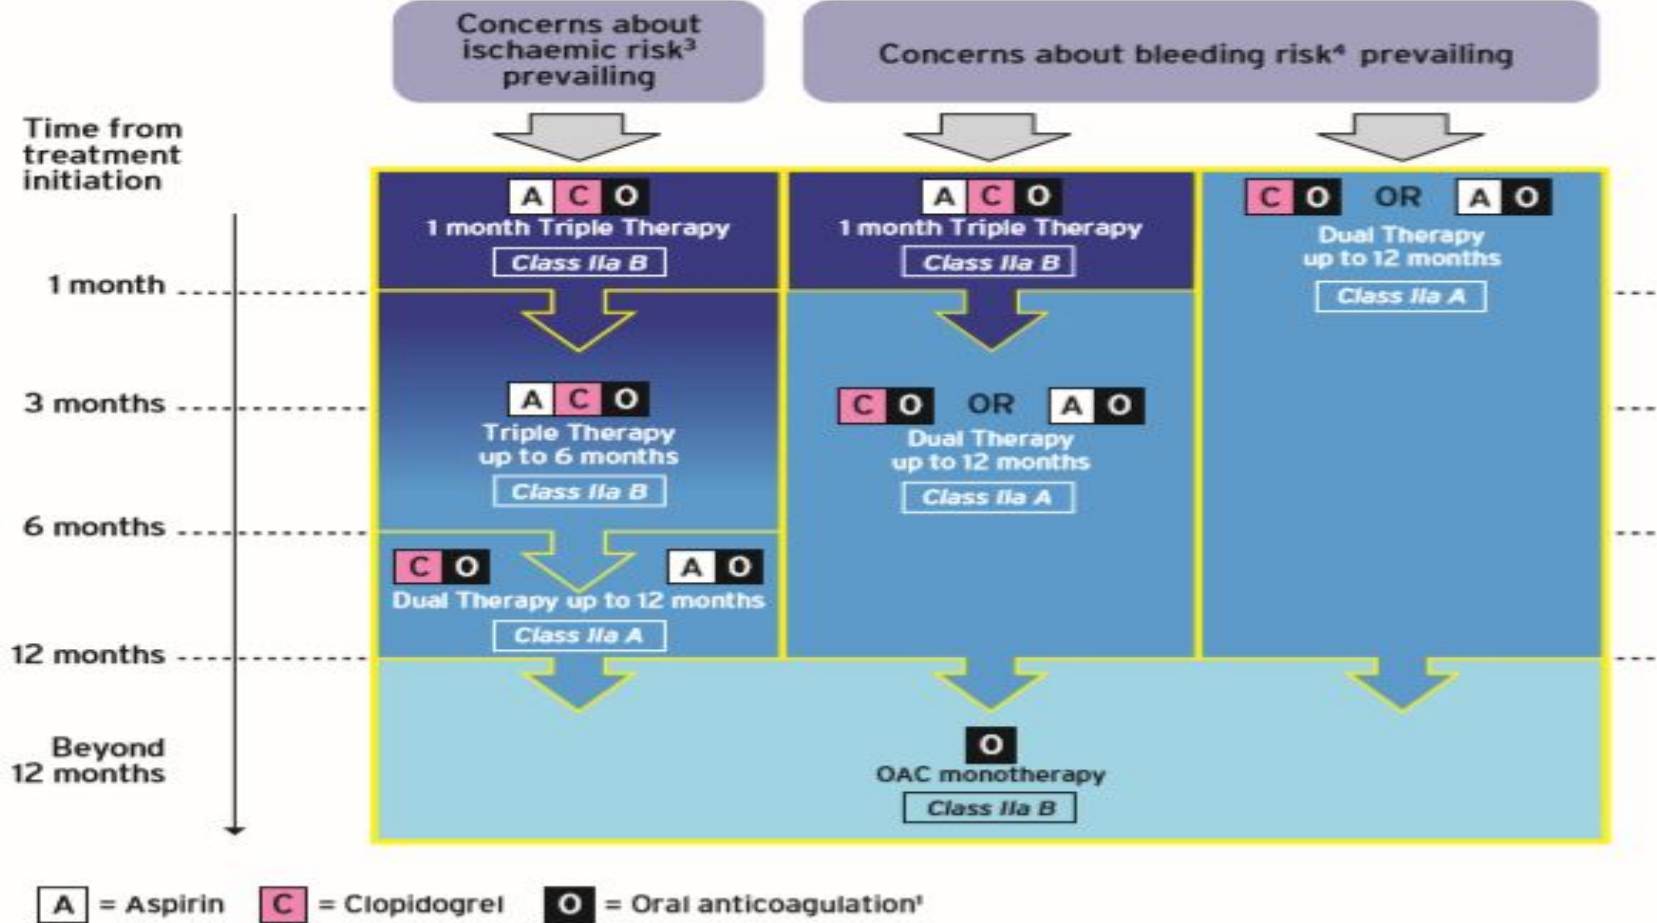 Concerns about
ischaemic risk³
prevailing
Concerns about bleeding risk⁴ prevailing
Time from
treatment
initiation
A C O
1 month Triple Therapy
Class IIa B
A C O
1 month Triple Therapy
Class IIa B
C O OR A O
Dual Therapy
up to 12 months
Class IIa A
1 month
3 months
A C O
Triple Therapy
up to 6 months
Class IIa B
C O OR A O
Dual Therapy
up to 12 months
Class IIa A
6 months
C O A O
Dual Therapy up to 12 months
Class IIa A
12 months
Beyond
12 months
O
OAC monotherapy
Class IIa B
A = Aspirin C = Clopidogrel O = Oral anticoagulation¹